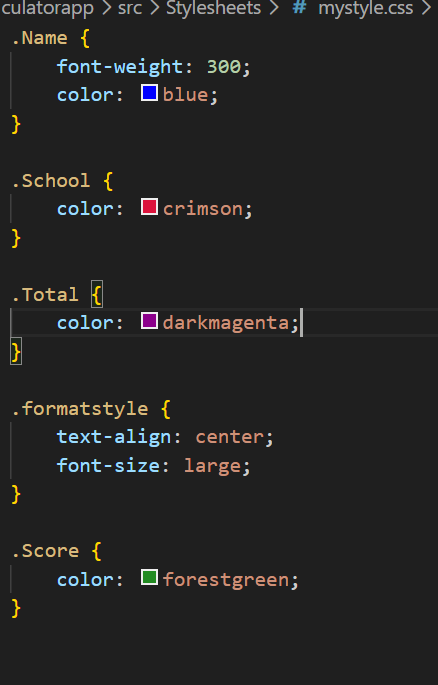 culatorapp > src > Stylesheets > # mystyle.css >
.Name {
    font-weight: 300;
    color: blue;
}
.School {
    color: crimson;
}
.Total {
    color: darkmagenta;
}
.formatstyle {
    text-align: center;
    font-size: large;
}
.Score {
    color: forestgreen;
}